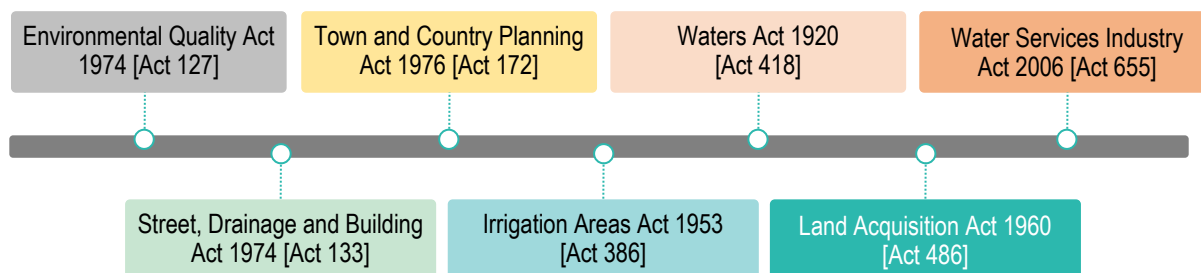 Environmental Quality Act
1974 [Act 127]
Town and Country Planning
Act 1976 [Act 172]
Waters Act 1920
[Act 418]
Water Services Industry
Act 2006 [Act 655]
Street, Drainage and Building
Act 1974 [Act 133]
Irrigation Areas Act 1953
[Act 386]
Land Acquisition Act 1960
[Act 486]